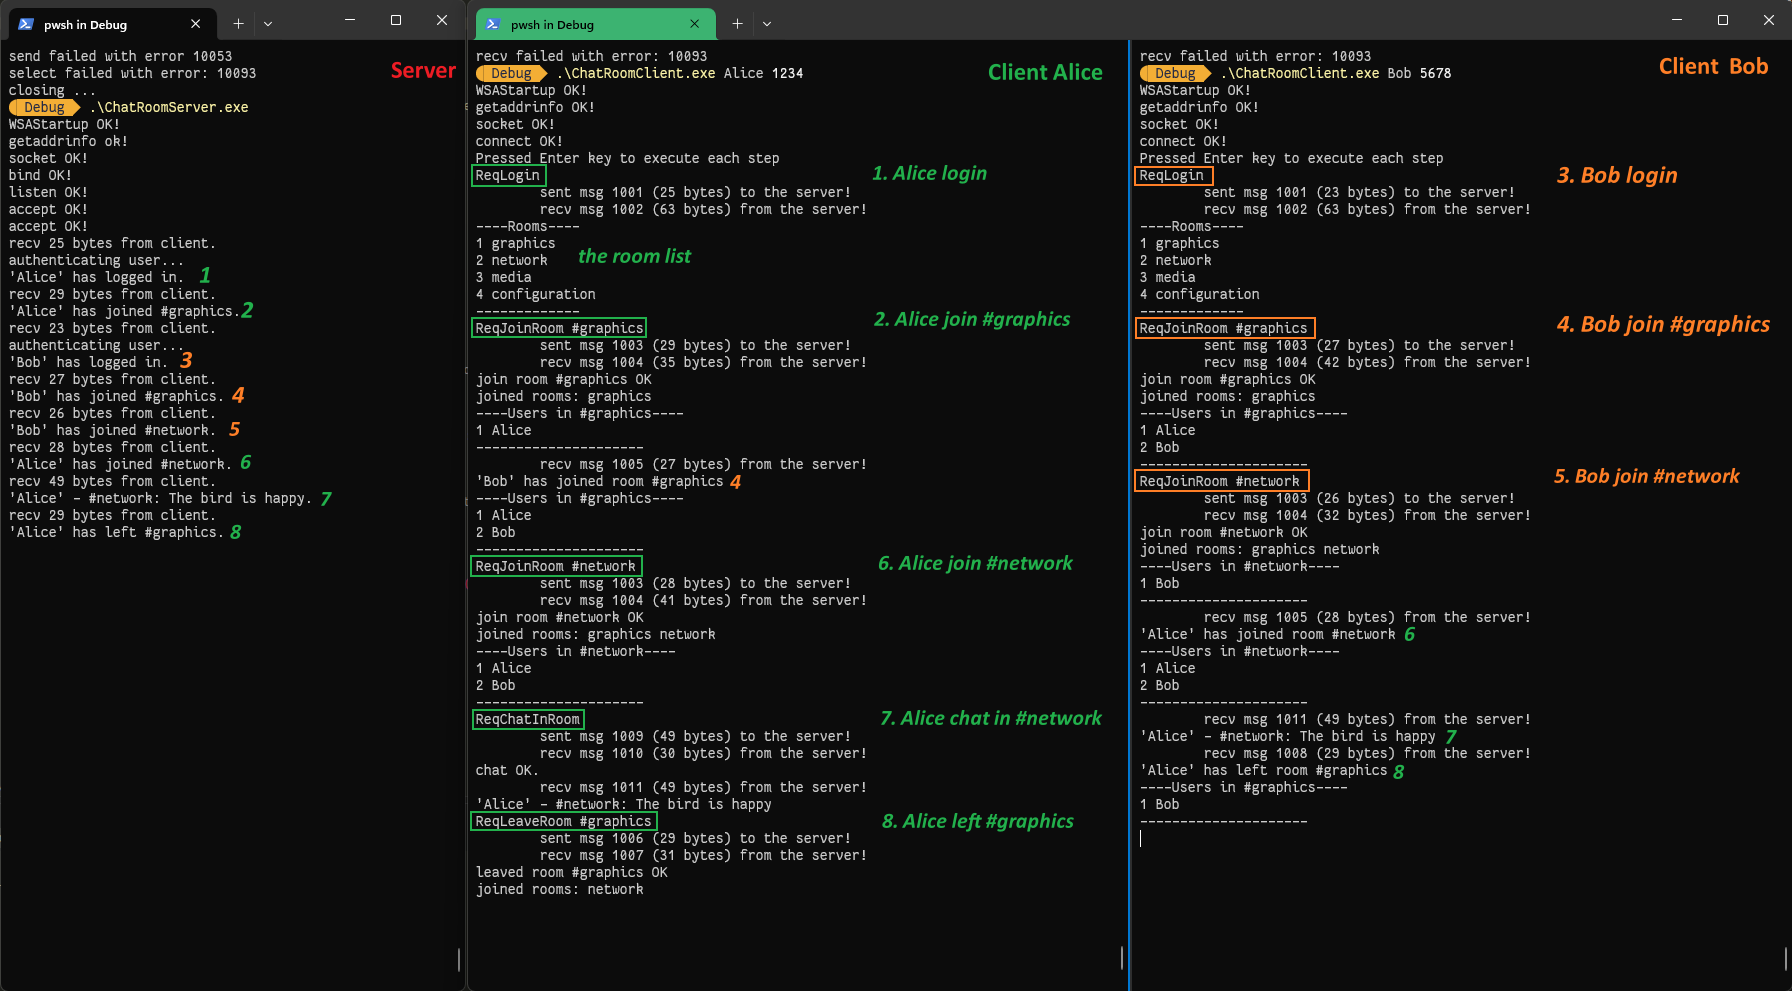 pwsh in Debug
send failed with error 10053
select failed with error: 10093
closing ...
Debug .\ChatRoomServer.exe
WSAStartup OK!
getaddrinfo ok!
socket OK!
bind OK!
listen OK!
accept OK!
accept OK!
recv 25 bytes from client.
authenticating user...
'Alice' has logged in. 1
recv 29 bytes from client.
'Alice' has joined #graphics. 2
recv 23 bytes from client.
authenticating user...
'Bob' has logged in. 3
recv 27 bytes from client.
'Bob' has joined #graphics. 4
recv 26 bytes from client.
'Bob' has joined #network. 5
recv 28 bytes from client.
'Alice' has joined #network. 6
recv 49 bytes from client.
'Alice' - #network: The bird is happy. 7
recv 29 bytes from client.
'Alice' has left #graphics. 8
Server
pwsh in Debug
recv failed with error: 10093
Debug .\ChatRoomClient.exe Alice 1234
Client Alice
WSAStartup OK!
getaddrinfo OK!
socket OK!
connect OK!
Pressed Enter key to execute each step
ReqLogin
1. Alice login
sent msg 1001 (25 bytes) to the server!
recv msg 1002 (63 bytes) from the server!
----Rooms----
1 graphics
2 network
the room list
3 media
4 configuration
-------------
ReqJoinRoom #graphics
2. Alice join #graphics
sent msg 1003 (29 bytes) to the server!
recv msg 1004 (35 bytes) from the server!
join room #graphics OK
joined rooms: graphics
----Users in #graphics----
1 Alice
---------------------
recv msg 1005 (27 bytes) from the server!
'Bob' has joined room #graphics 4
----Users in #graphics----
1 Alice
2 Bob
---------------------
ReqJoinRoom #network
6. Alice join #network
sent msg 1003 (28 bytes) to the server!
recv msg 1004 (41 bytes) from the server!
join room #network OK
joined rooms: graphics network
----Users in #network----
1 Alice
2 Bob
---------------------
ReqChatInRoom
7. Alice chat in #network
sent msg 1009 (49 bytes) to the server!
recv msg 1010 (30 bytes) from the server!
chat OK.
recv msg 1011 (49 bytes) from the server!
'Alice' - #network: The bird is happy
ReqLeaveRoom #graphics
8. Alice left #graphics
sent msg 1006 (29 bytes) to the server!
recv msg 1007 (31 bytes) from the server!
leaved room #graphics OK
joined rooms: network
recv failed with error: 10093
Debug .\ChatRoomClient.exe Bob 5678
Client Bob
WSAStartup OK!
getaddrinfo OK!
socket OK!
connect OK!
Pressed Enter key to execute each step
ReqLogin
3. Bob login
sent msg 1001 (23 bytes) to the server!
recv msg 1002 (63 bytes) from the server!
----Rooms----
1 graphics
2 network
3 media
4 configuration
-------------
ReqJoinRoom #graphics
4. Bob join #graphics
sent msg 1003 (27 bytes) to the server!
recv msg 1004 (42 bytes) from the server!
join room #graphics OK
joined rooms: graphics
----Users in #graphics----
1 Alice
2 Bob
---------------------
ReqJoinRoom #network
5. Bob join #network
sent msg 1003 (26 bytes) to the server!
recv msg 1004 (32 bytes) from the server!
join room #network OK
joined rooms: graphics network
----Users in #network----
1 Bob
---------------------
recv msg 1005 (28 bytes) from the server!
'Alice' has joined room #network 6
----Users in #network----
1 Alice
2 Bob
---------------------
recv msg 1011 (49 bytes) from the server!
'Alice' - #network: The bird is happy 7
recv msg 1008 (29 bytes) from the server!
'Alice' has left room #graphics 8
----Users in #graphics----
1 Bob
---------------------